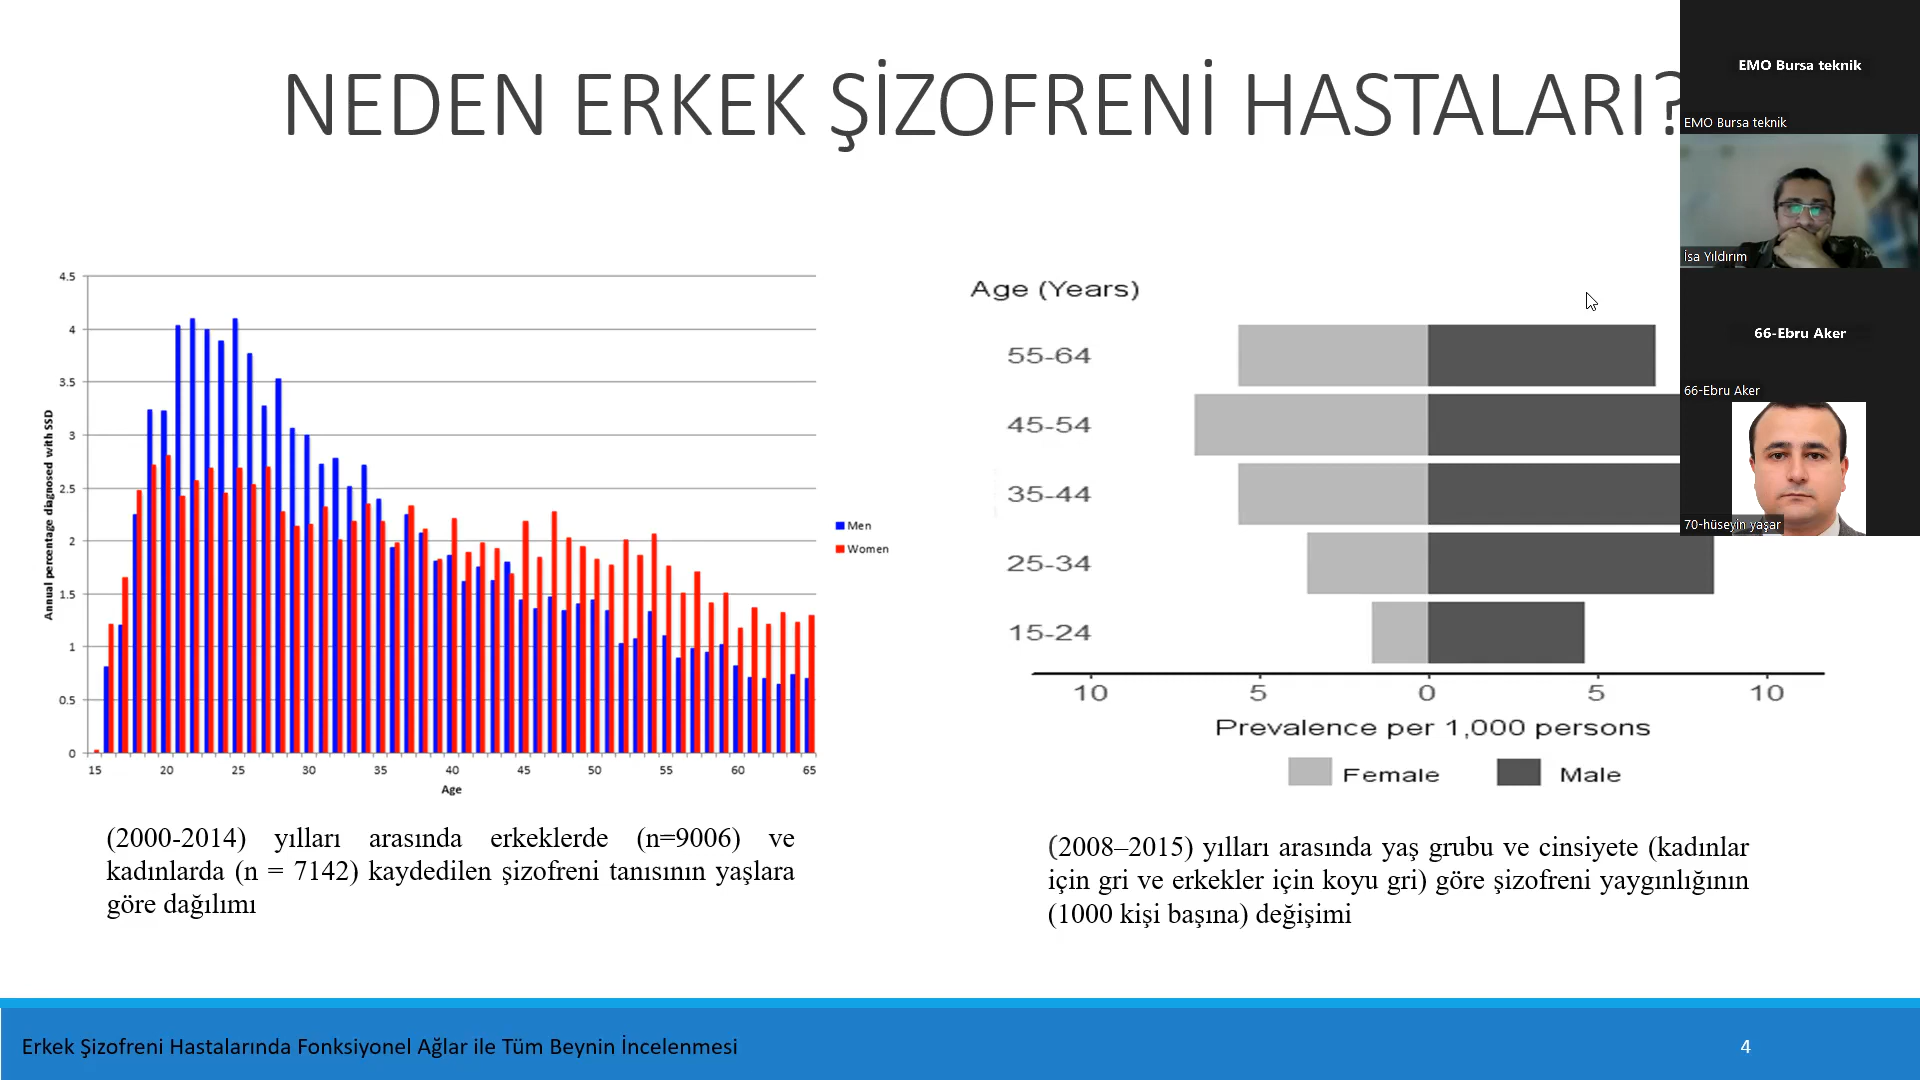 NEDEN ERKEK ŞİZOFRENİ HASTALARI?
EMO Bursa teknik
EMO Bursa teknik
İsa Yıldırım
66-Ebru Aker
66-Ebru Aker
70-hüseyin yaşar
Annual percentage diagnosed with SSD
4.5
4
3.5
3
2.5
2
1.5
1
0.5
0
15 20 25 30 35 40 45 50 55 60 65
Age
Men
Women
(2000-2014) yılları arasında erkeklerde (n=9006) ve
kadınlarda (n = 7142) kaydedilen şizofreni tanısının yaşlara
göre dağılımı
Age (Years)
55-64
45-54
35-44
25-34
15-24
10 5 0 5 10
Prevalence per 1,000 persons
Female Male
(2008–2015) yılları arasında yaş grubu ve cinsiyete (kadınlar
için gri ve erkekler için koyu gri) göre şizofreni yaygınlığının
(1000 kişi başına) değişimi
Erkek Şizofreni Hastalarında Fonksiyonel Ağlar ile Tüm Beynin İncelenmesi
4